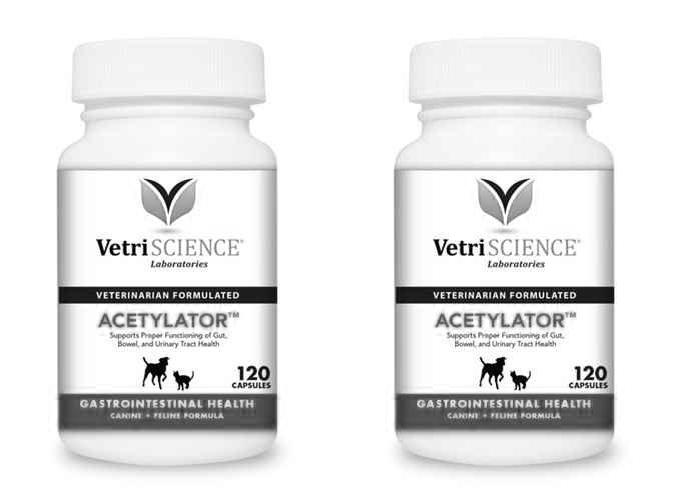 VetriSCIENCE®
Laboratories
VETERINARIAN FORMULATED
ACETYLATOR™
Supports Proper Functioning of Gut,
Bowel, and Urinary Tract Health
120
CAPSULES
GASTROINTESTINAL HEALTH
CANINE + FELINE FORMULA
VetriSCIENCE®
Laboratories
VETERINARIAN FORMULATED
ACETYLATOR™
Supports Proper Functioning of Gut,
Bowel, and Urinary Tract Health
120
CAPSULES
GASTROINTESTINAL HEALTH
CANINE + FELINE FORMULA